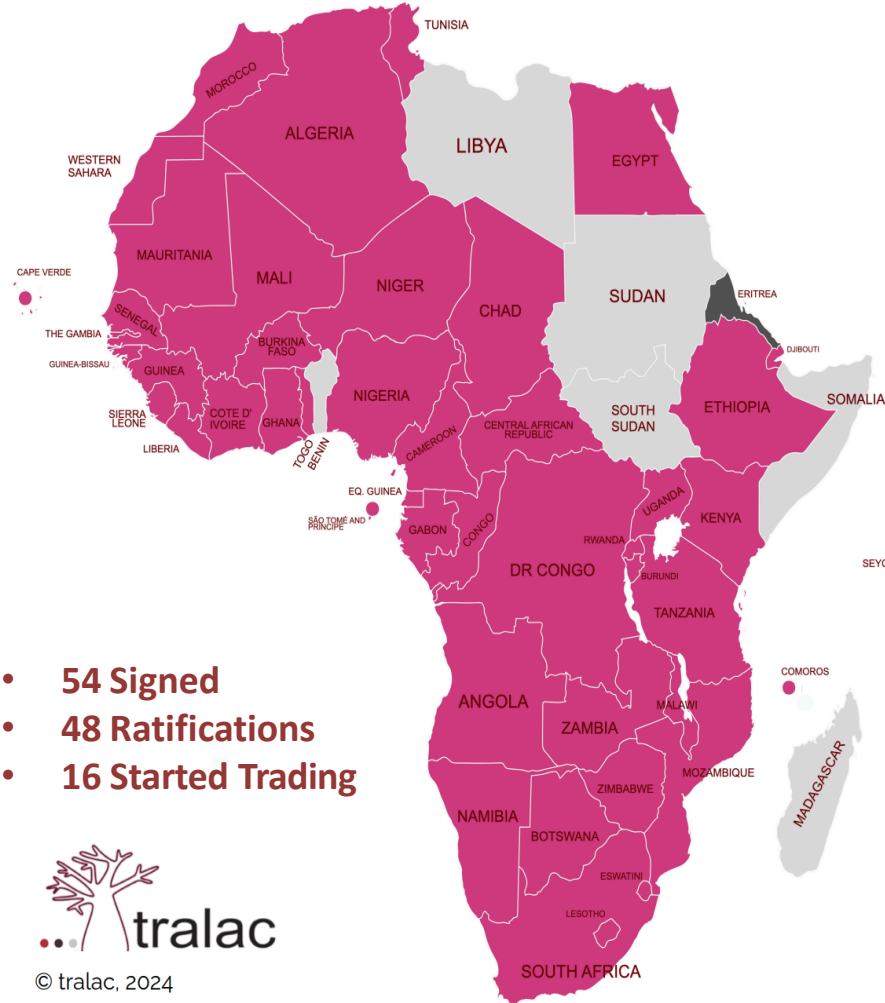 TUNISIA
MOROCCO
ALGERIA
LIBYA
EGYPT
WESTERN
SAHARA
MAURITANIA
MALI
NIGER
CHAD
SUDAN
ERITREA
CAPE VERDE
SENEGAL
THE GAMBIA
GUINEA-BISSAU
GUINEA
BURKINA
FASO
NIGERIA
DJIBOUTI
SIERRA
LEONE
LIBERIA
COTE D'
IVOIRE
GHANA
TOGO
BENIN
CAMEROON
CENTRAL AFRICAN
REPUBLIC
SOUTH
SUDAN
ETHIOPIA
SOMALIA
EQ. GUINEA
SÃO TOMÉ AND
PRINCIPE
GABON
CONGO
DR CONGO
UGANDA
KENYA
RWANDA
BURUNDI
TANZANIA
SEYC
COMOROS
• 54 Signed
• 48 Ratifications
• 16 Started Trading
ANGOLA
ZAMBIA
MALAWI
MOZAMBIQUE
MADAGASCAR
ZIMBABWE
NAMIBIA
BOTSWANA
ESWATINI
LESOTHO
SOUTH AFRICA
tralac
© tralac, 2024